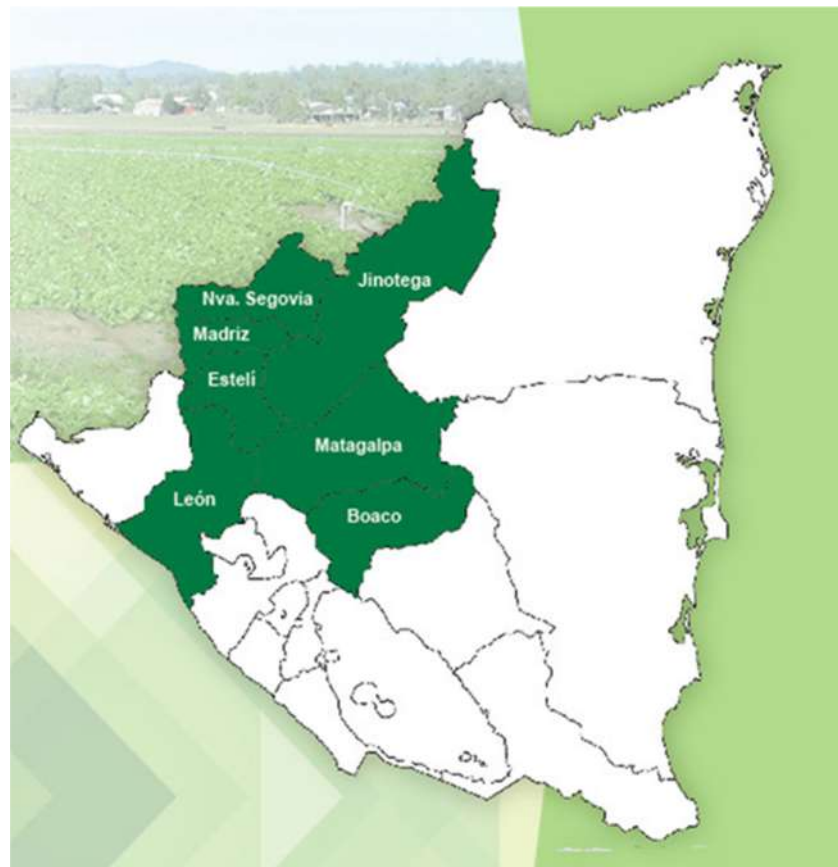 Jinotega
Nva. Segovia
Madriz
Estelí
Matagalpa
León
Boaco